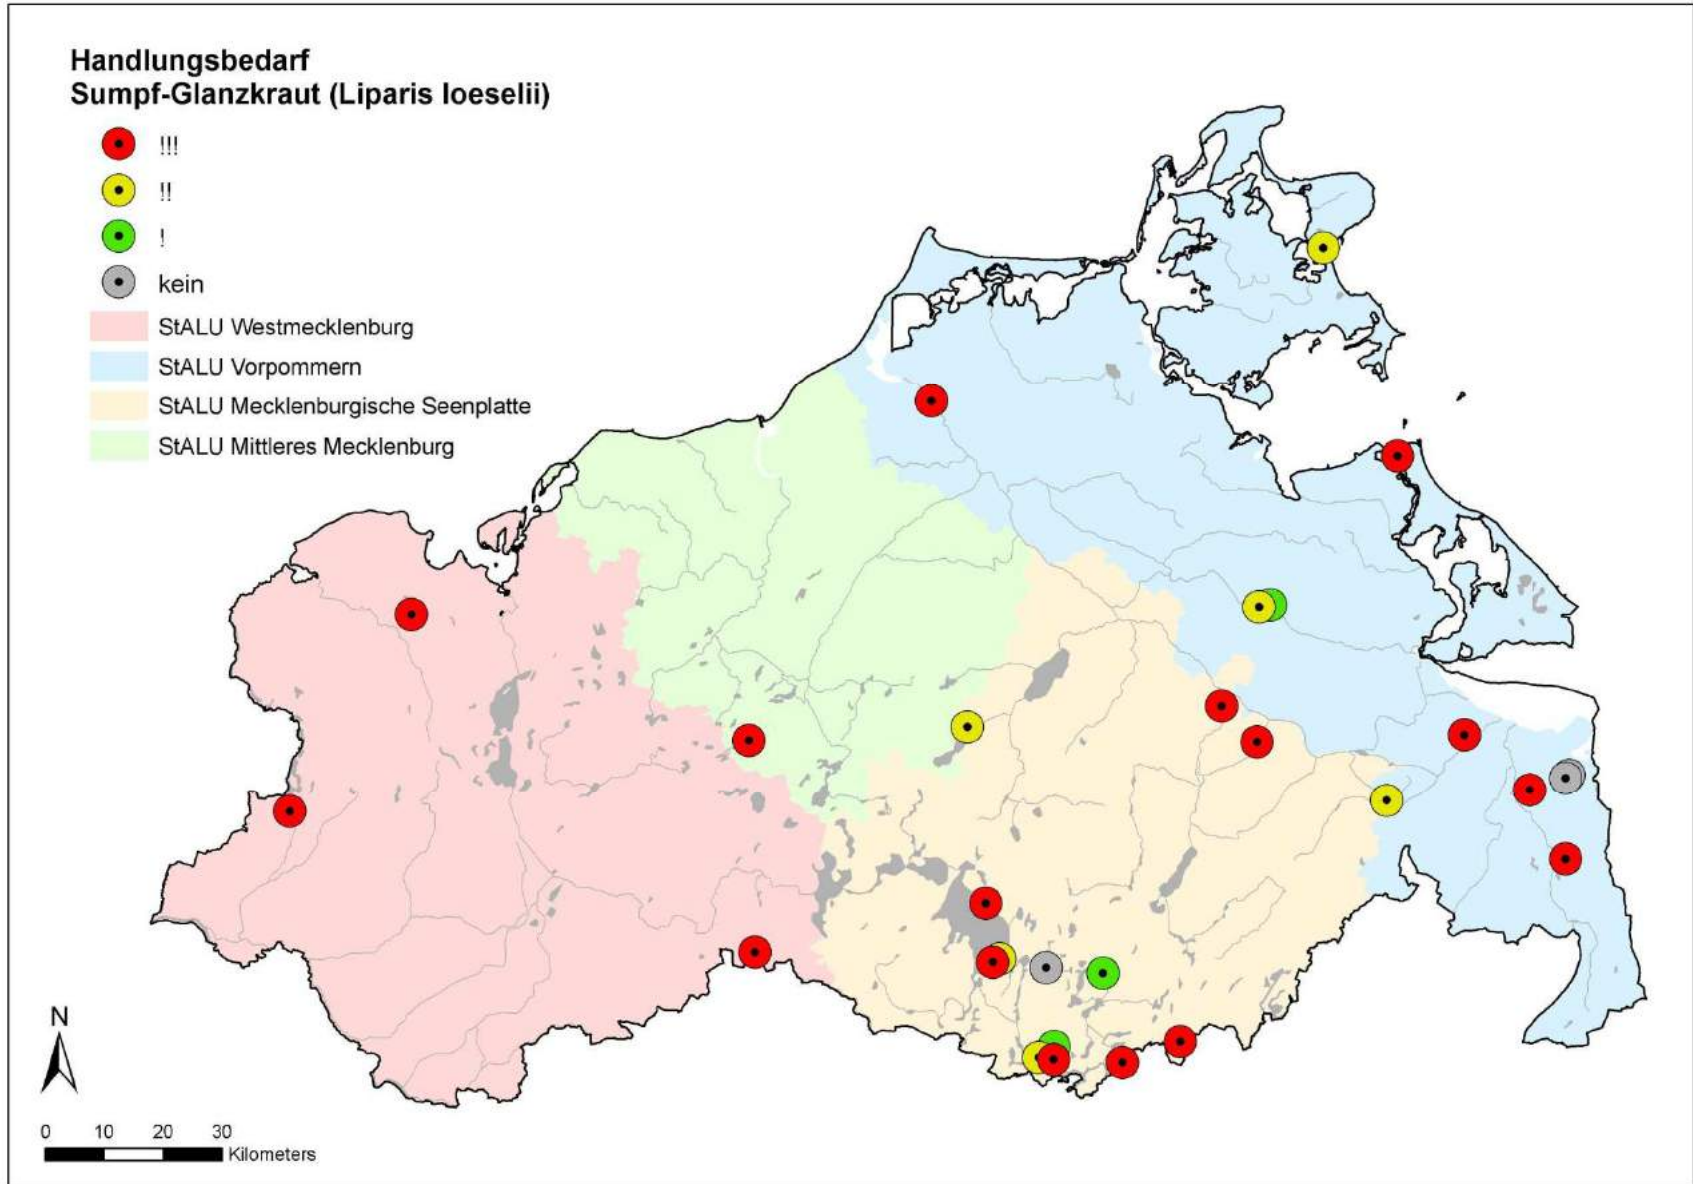 Handlungsbedarf
Sumpf-Glanzkraut (Liparis loeselii)
!!!
!!
!
kein
StALU Westmecklenburg
StALU Vorpommern
StALU Mecklenburgische Seenplatte
StALU Mittleres Mecklenburg
N
0 10 20 30
Kilometers